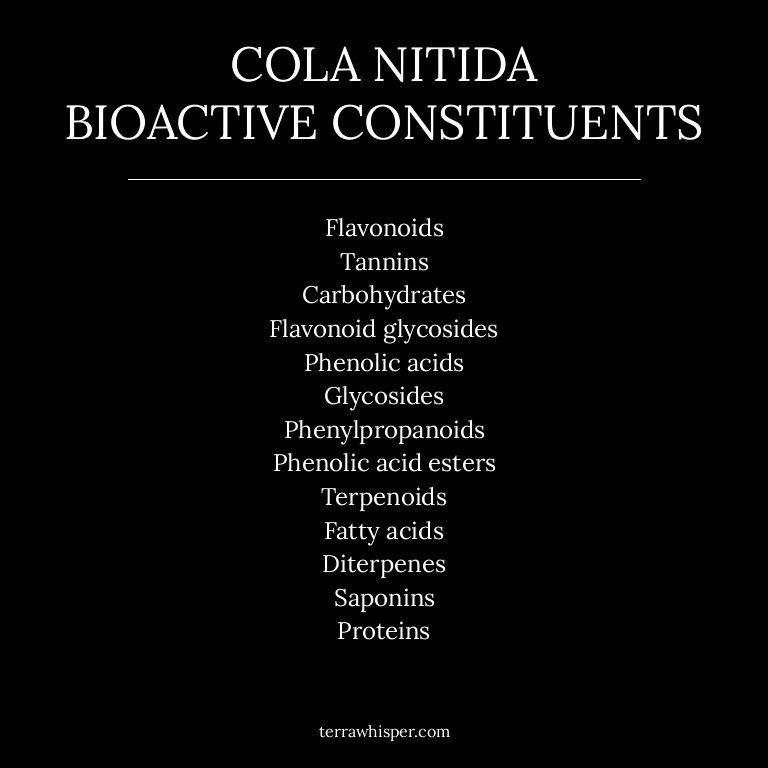 COLA NITIDA
BIOACTIVE CONSTITUENTS
Flavonoids
Tannins
Carbohydrates
Flavonoid glycosides
Phenolic acids
Glycosides
Phenylpropanoids
Phenolic acid esters
Terpenoids
Fatty acids
Diterpenes
Saponins
Proteins
terrawhisper.com